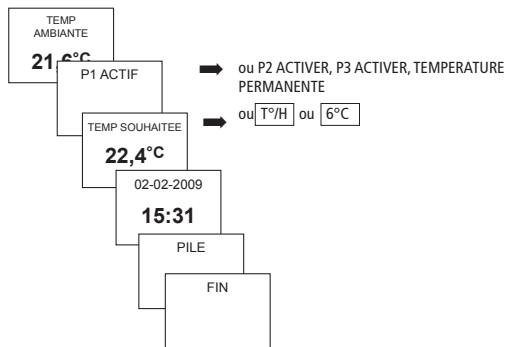 TEMP
AMBIANTE
21,6°C
P1 ACTIF
ou P2 ACTIVER, P3 ACTIVER, TEMPERATURE
PERMANENTE
TEMP SOUHAITEE
ou T°/H ou 6°C
22,4°C
02-02-2009
15:31
PILE
FIN